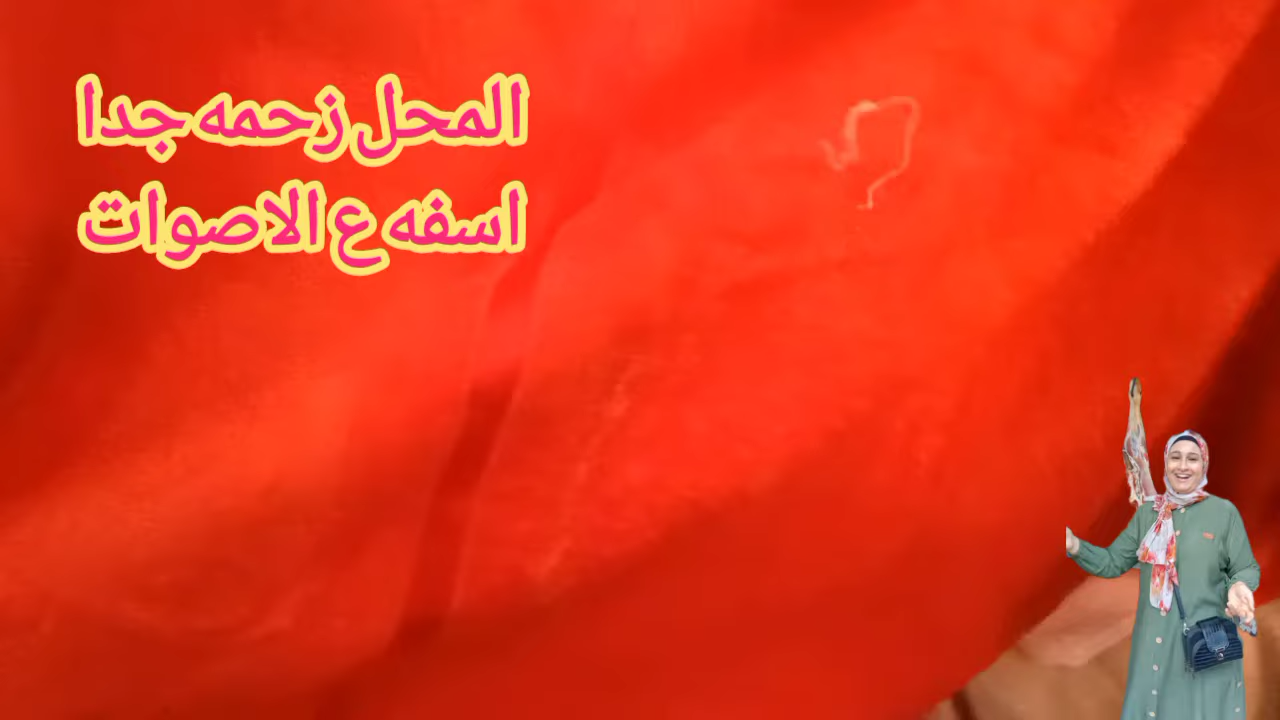 المحل زحمه جدا
اسفه ع الاصوات